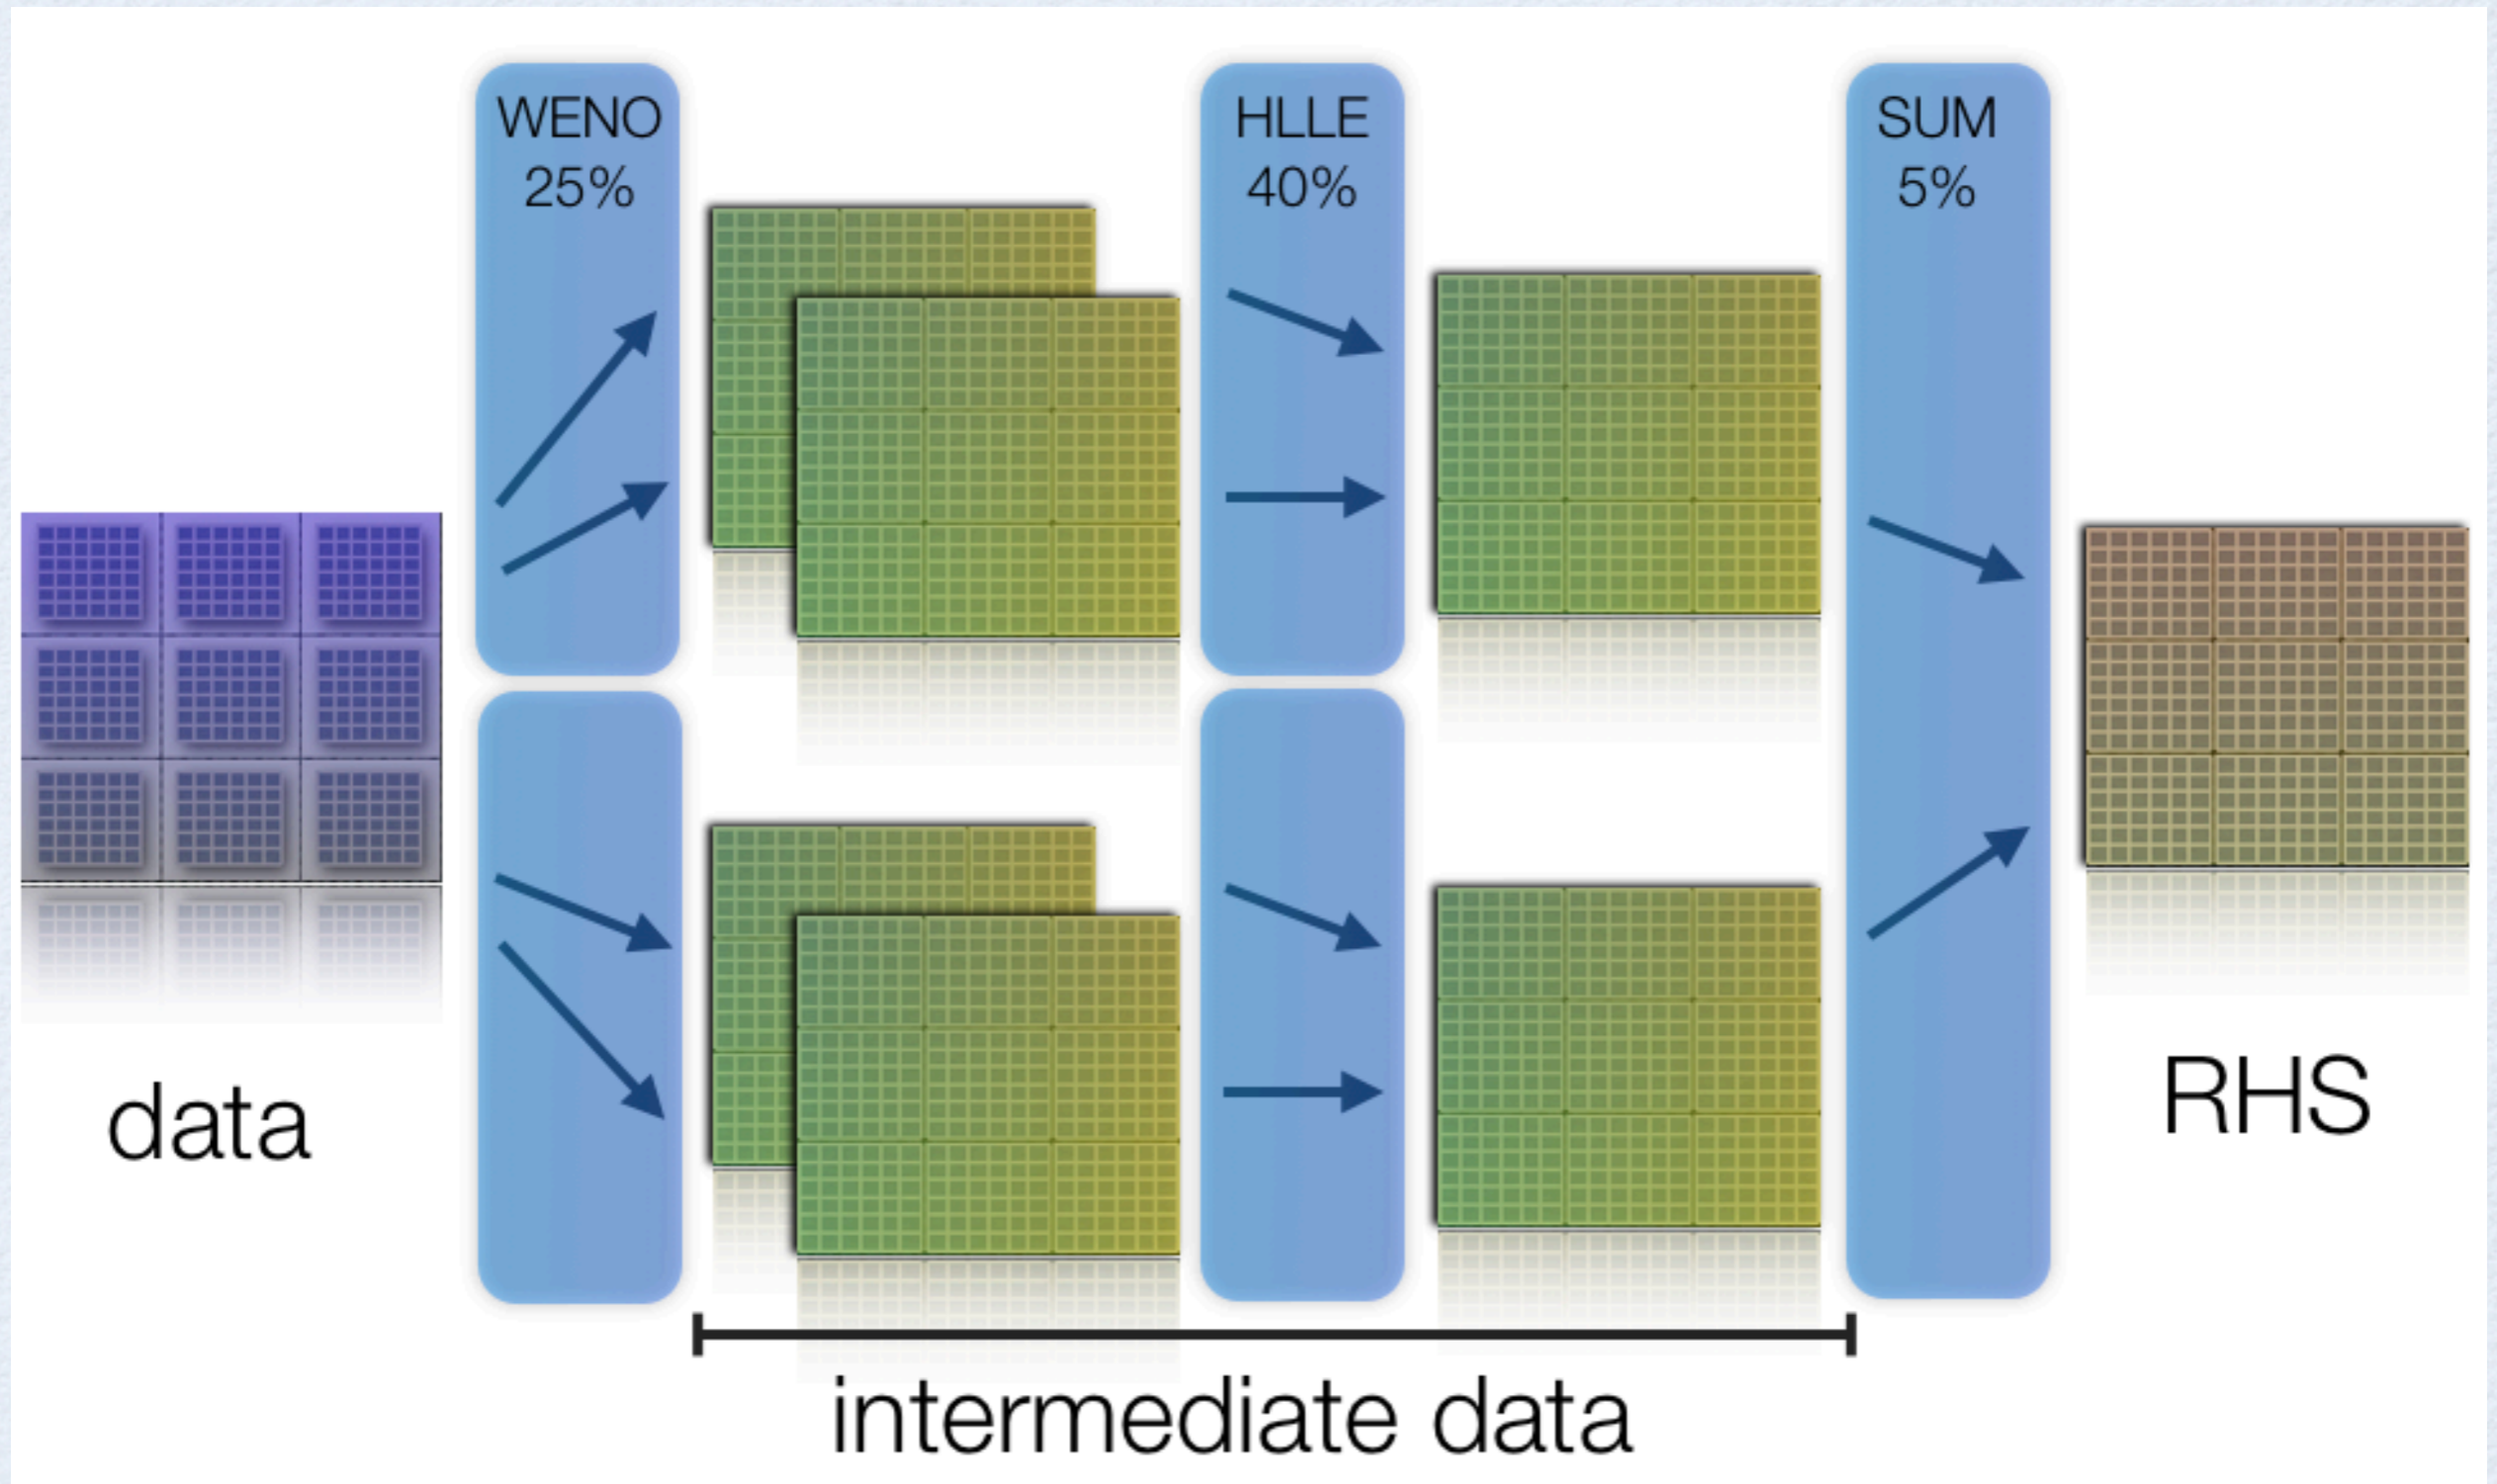 WENO
25%
HLLE
40%
SUM
5%
data
RHS
intermediate data